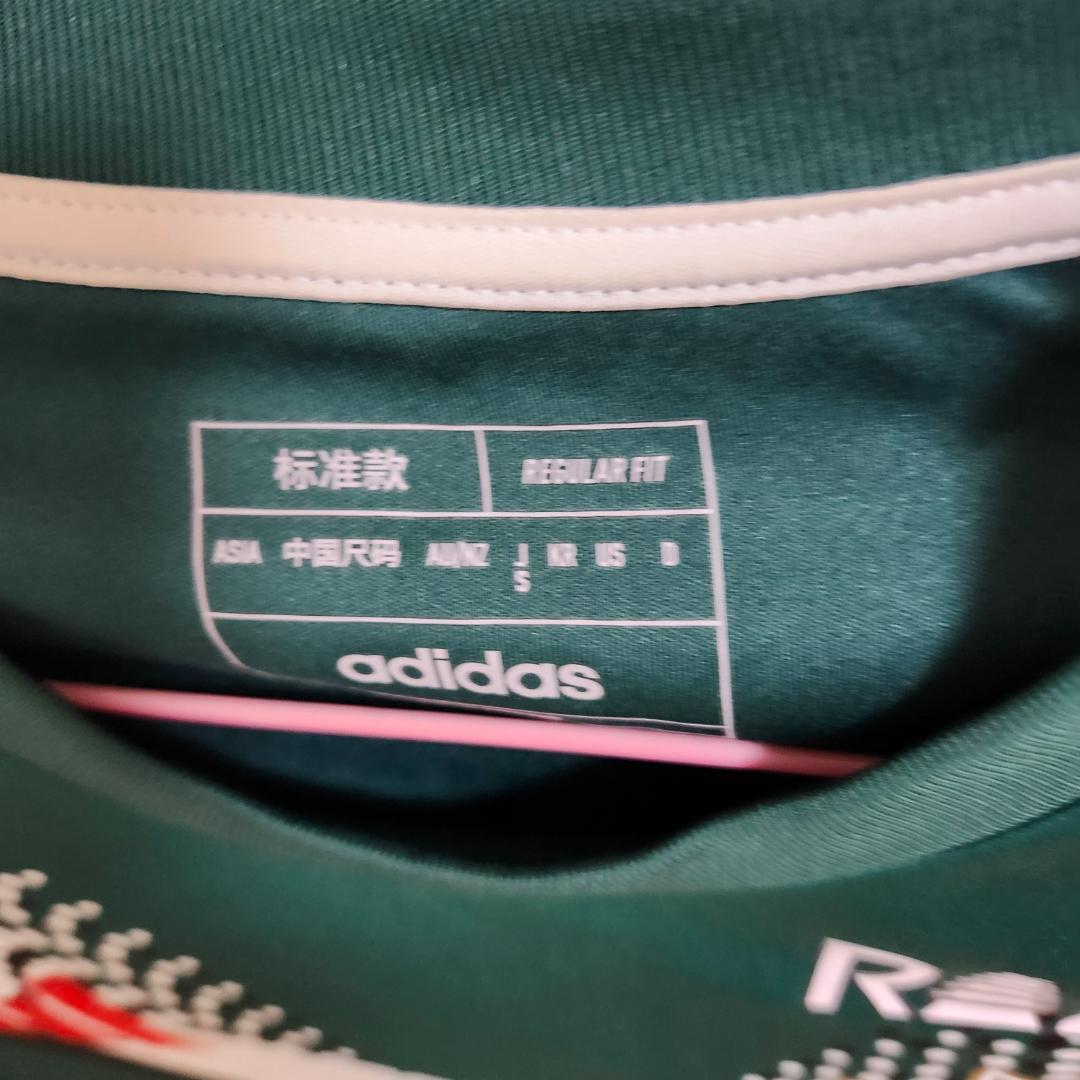 标准款 REGULAR FIT
ASIA 中国尺码 AU/NZ J KR US D
S
adidas